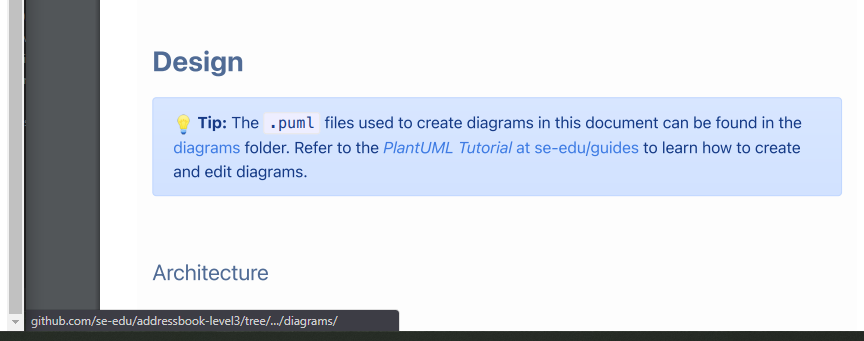 Design
💡 Tip: The .puml files used to create diagrams in this document can be found in the
diagrams folder. Refer to the PlantUML Tutorial at se-edu/guides to learn how to create
and edit diagrams.
Architecture
github.com/se-edu/addressbook-level3/tree/.../diagrams/